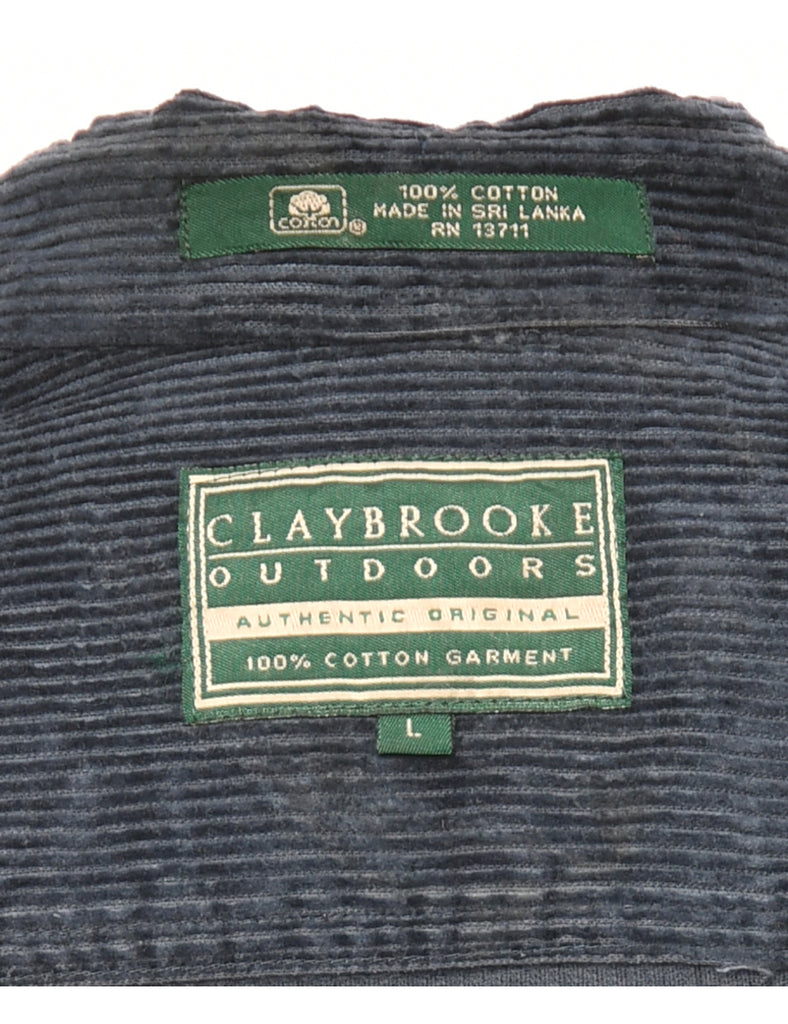 cotton®
100% COTTON
MADE IN SRI LANKA
RN 13711
CLAYBROOKE
OUTDOORS
AUTHENTIC ORIGINAL
100% COTTON GARMENT
L